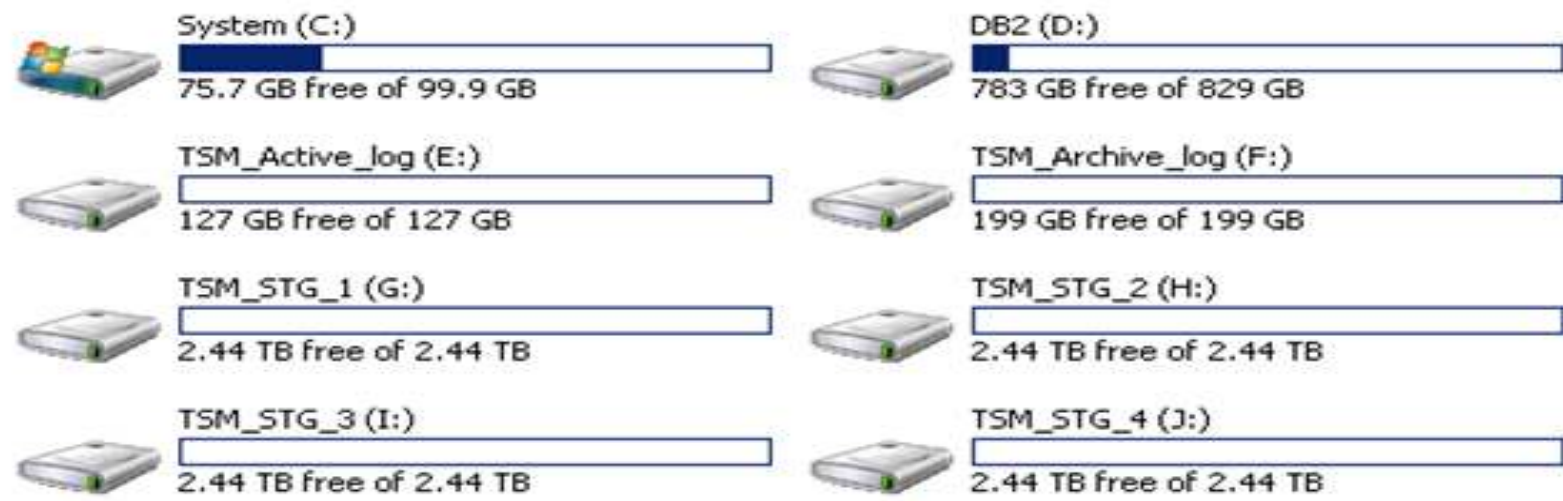 System (C:)
75.7 GB free of 99.9 GB
DB2 (D:)
783 GB free of 829 GB
TSM_Active_log (E:)
127 GB free of 127 GB
TSM_Archive_log (F:)
199 GB free of 199 GB
TSM_STG_1 (G:)
2.44 TB free of 2.44 TB
TSM_STG_2 (H:)
2.44 TB free of 2.44 TB
TSM_STG_3 (I:)
2.44 TB free of 2.44 TB
TSM_STG_4 (J:)
2.44 TB free of 2.44 TB